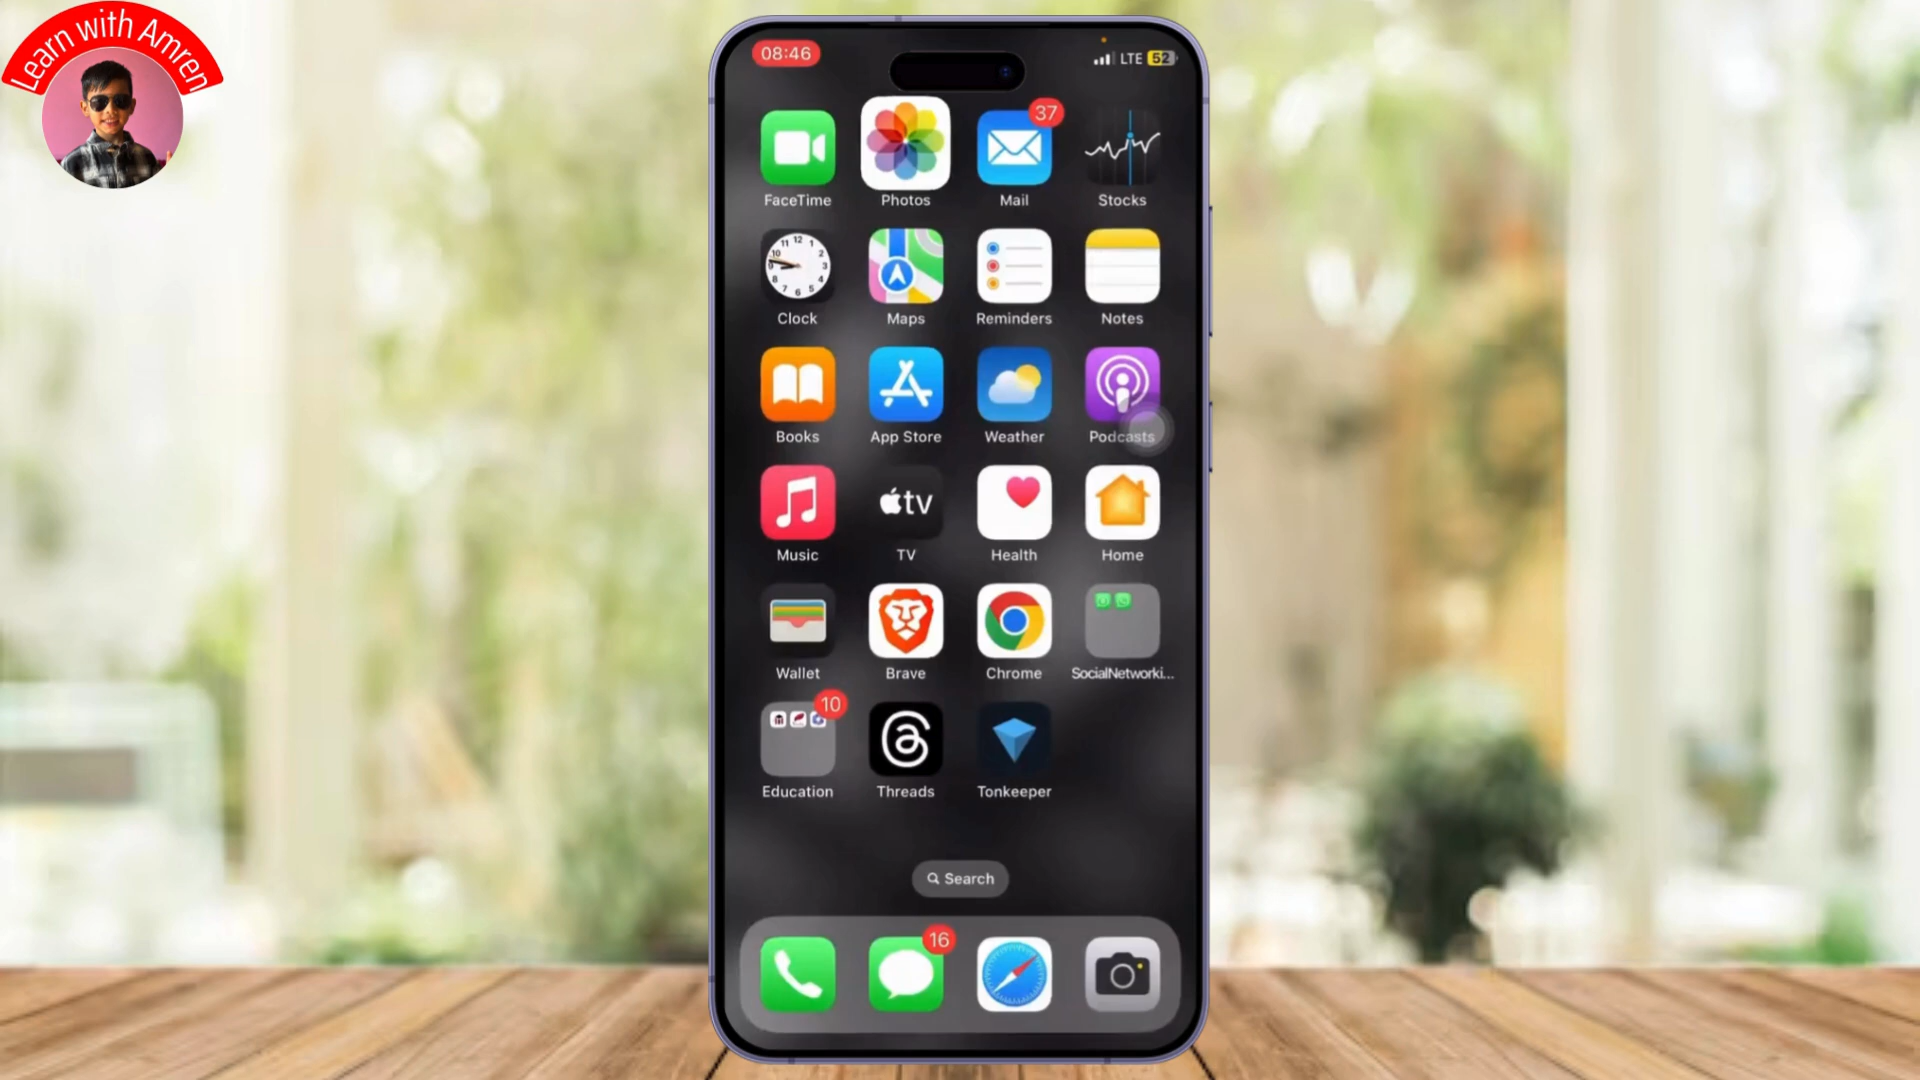 Learn with Amren
08:46
LTE 52
37
FaceTime Photos Mail Stocks
Clock Maps Reminders Notes
Books App Store Weather Podcasts
tv
Music TV Health Home
Wallet Brave Chrome SocialNetworki...
10
Education Threads Tonkeeper
Search
16